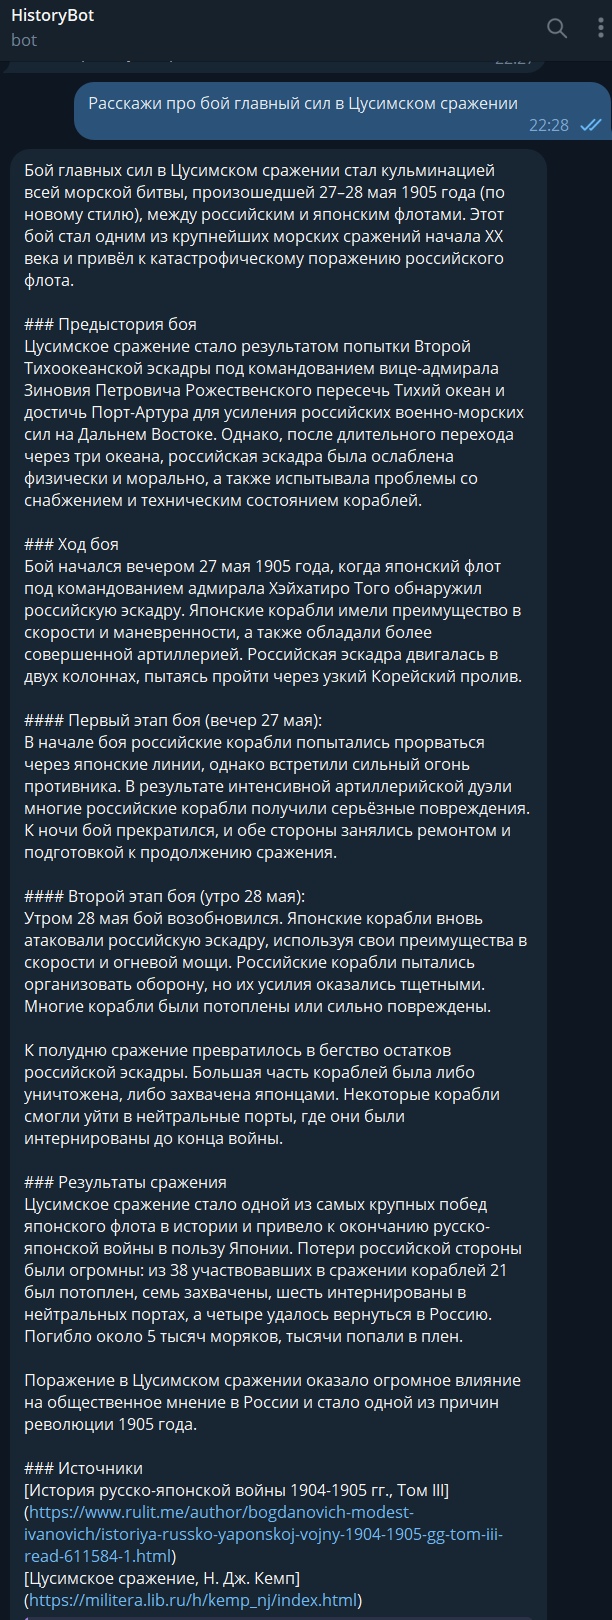 HistoryBot
bot
Расскажи про бой главный сил в Цусимском сражении
22:28
Бой главных сил в Цусимском сражении стал кульминацией
всей морской битвы, произошедшей 27–28 мая 1905 года (по
новому стилю), между российским и японским флотами. Этот
бой стал одним из крупнейших морских сражений начала XX
века и привёл к катастрофическому поражению российского
флота.
### Предыстория боя
Цусимское сражение стало результатом попытки Второй
Тихоокеанской эскадры под командованием вице-адмирала
Зиновия Петровича Рожественского пересечь Тихий океан и
достичь Порт-Артура для усиления российских военно-морских
сил на Дальнем Востоке. Однако, после длительного перехода
через три океана, российская эскадра была ослаблена
физически и морально, а также испытывала проблемы со
снабжением и техническим состоянием кораблей.
### Ход боя
Бой начался вечером 27 мая 1905 года, когда японский флот
под командованием адмирала Хэйхатиро Того обнаружил
российскую эскадру. Японские корабли имели преимущество в
скорости и маневренности, а также обладали более
совершенной артиллерией. Российская эскадра двигалась в
двух колоннах, пытаясь пройти через узкий Корейский пролив.
#### Первый этап боя (вечер 27 мая):
В начале боя российские корабли попытались прорваться
через японские линии, однако встретили сильный огонь
противника. В результате интенсивной артиллерийской дуэли
многие российские корабли получили серьёзные повреждения.
К ночи бой прекратился, и обе стороны занялись ремонтом и
подготовкой к продолжению сражения.
#### Второй этап боя (утро 28 мая):
Утром 28 мая бой возобновился. Японские корабли вновь
атаковали российскую эскадру, используя свои преимущества в
скорости и огневой мощи. Российские корабли пытались
организовать оборону, но их усилия оказались тщетными.
Многие корабли были потоплены или сильно повреждены.
К полудню сражение превратилось в бегство остатков
российской эскадры. Большая часть кораблей была либо
уничтожена, либо захвачена японцами. Некоторые корабли
смогли уйти в нейтральные порты, где они были
интернированы до конца войны.
### Результаты сражения
Цусимское сражение стало одной из самых крупных побед
японского флота в истории и привело к окончанию русско-
японской войны в пользу Японии. Потери российской стороны
были огромны: из 38 участвовавших в сражении кораблей 21
был потоплен, семь захвачены, шесть интернированы в
нейтральных портах, а четыре удалось вернуться в Россию.
Погибло около 5 тысяч моряков, тысячи попали в плен.
Поражение в Цусимском сражении оказало огромное влияние
на общественное мнение в России и стало одной из причин
революции 1905 года.
### Источники
[История русско-японской войны 1904-1905 гг., Том III]
(https://www.rulit.me/author/bogdanovich-modest-
ivanovich/istoriya-russko-yaponskoj-vojny-1904-1905-gg-tom-iii-
read-611584-1.html)
[Цусимское сражение, Н. Дж. Кемп]
(https://militera.lib.ru/h/kemp_nj/index.html)